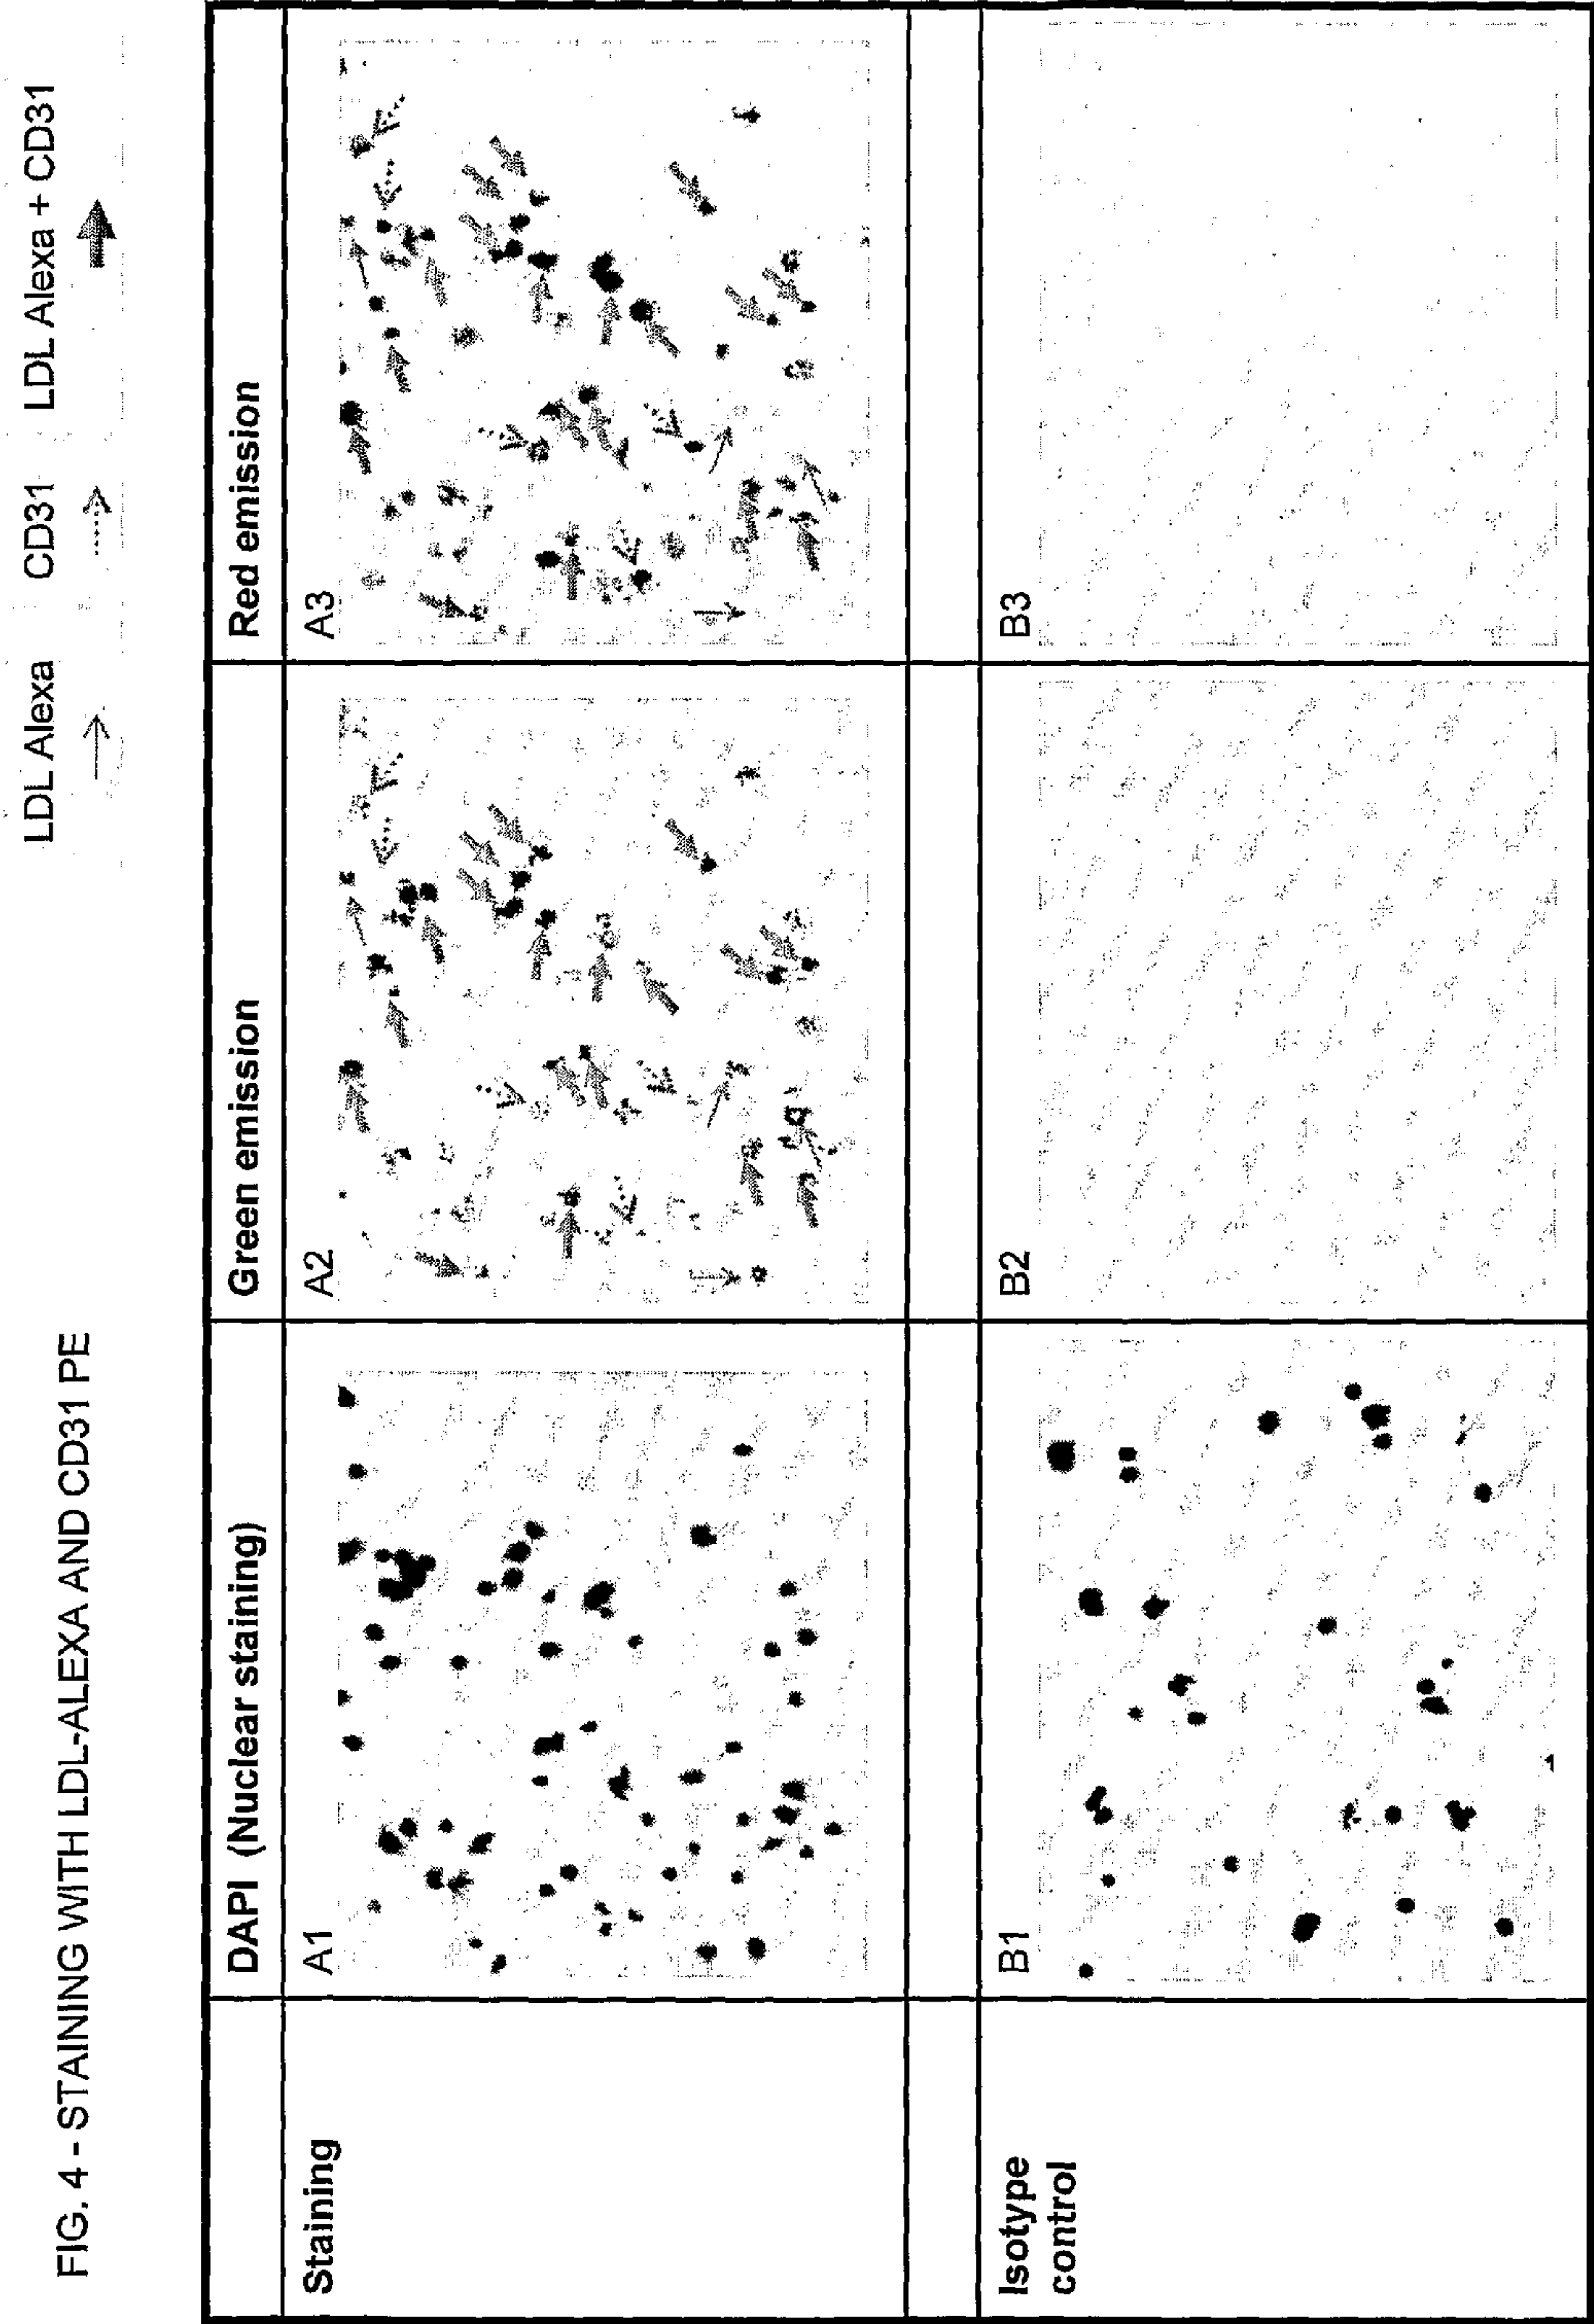 FIG. 4 - STAINING WITH LDL-ALEXA AND CD31 PE
LDL Alexa CD31 LDL Alexa + CD31
DAPI (Nuclear staining) Green emission Red emission
Staining
A1 A2 A3
Isotype
control
B1 B2 B3